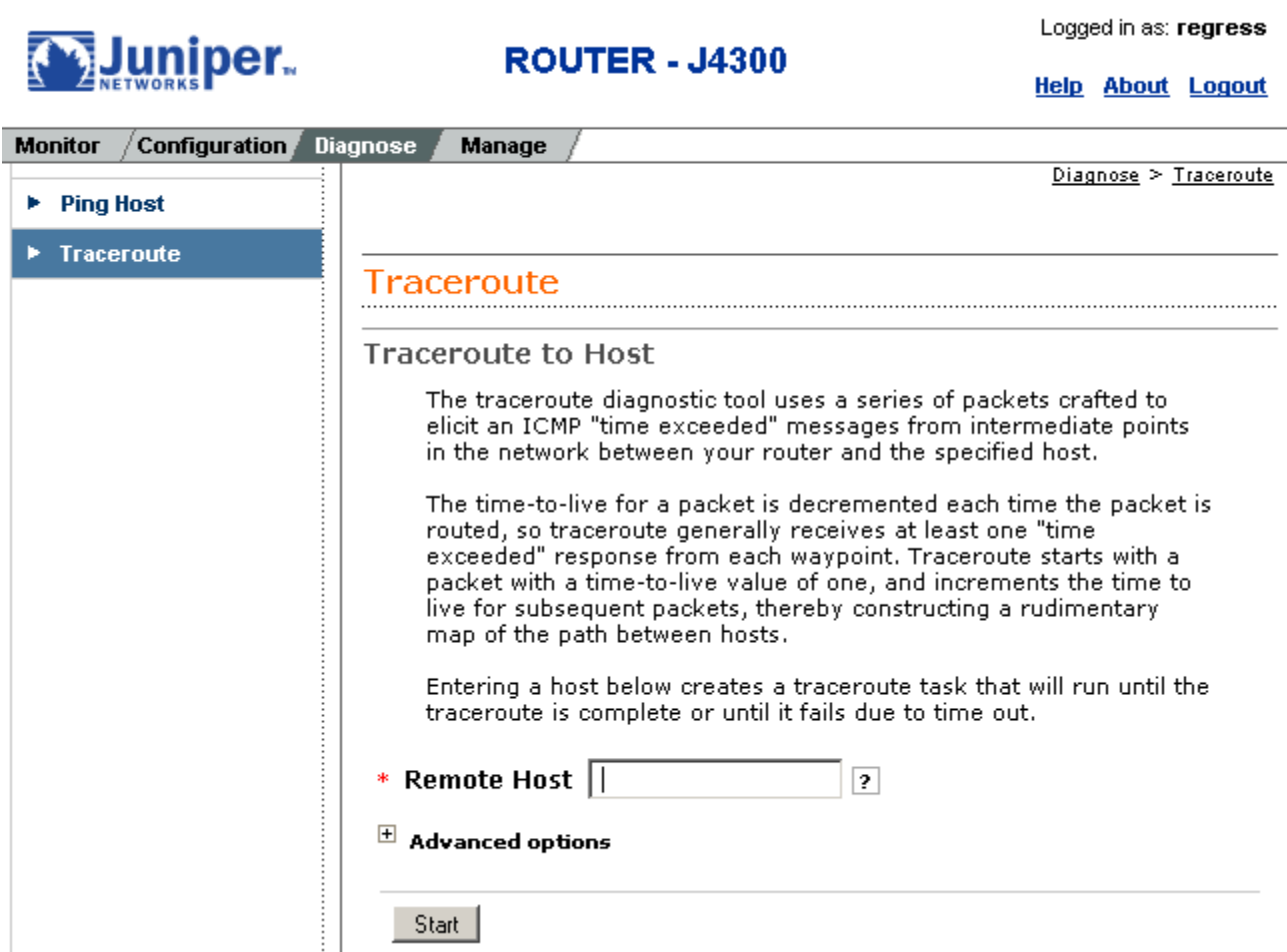 Juniper™
NETWORKS
ROUTER - J4300
Logged in as: regress
Help About Logout
Monitor Configuration Diagnose Manage
Diagnose > Traceroute
Ping Host
Traceroute
Traceroute
Traceroute to Host
The traceroute diagnostic tool uses a series of packets crafted to
elicit an ICMP "time exceeded" messages from intermediate points
in the network between your router and the specified host.
The time-to-live for a packet is decremented each time the packet is
routed, so traceroute generally receives at least one "time
exceeded" response from each waypoint. Traceroute starts with a
packet with a time-to-live value of one, and increments the time to
live for subsequent packets, thereby constructing a rudimentary
map of the path between hosts.
Entering a host below creates a traceroute task that will run until the
traceroute is complete or until it fails due to time out.
* Remote Host ?
+ Advanced options
Start